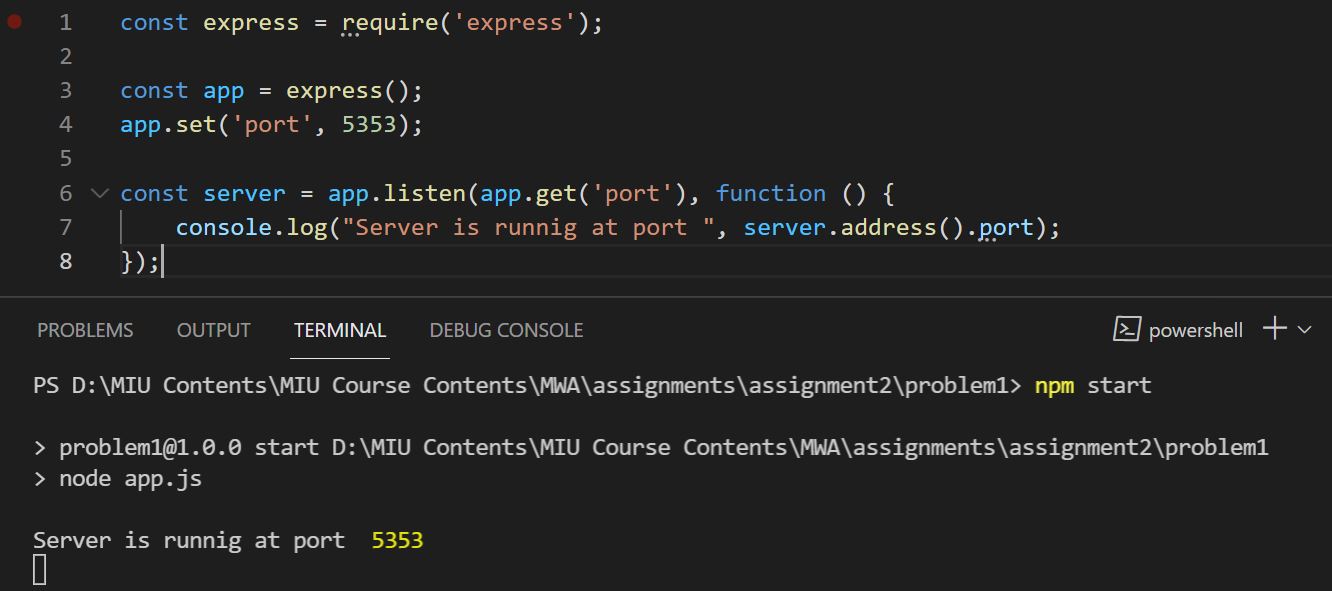 1 const express = require('express');
2
3 const app = express();
4 app.set('port', 5353);
5
6 const server = app.listen(app.get('port'), function () {
7 console.log("Server is runnig at port ", server.address().port);
8 });
PROBLEMS OUTPUT TERMINAL DEBUG CONSOLE powershell
PS D:\MIU Contents\MIU Course Contents\MWA\assignments\assignment2\problem1> npm start
> problem1@1.0.0 start D:\MIU Contents\MIU Course Contents\MWA\assignments\assignment2\problem1
> node app.js
Server is runnig at port  5353